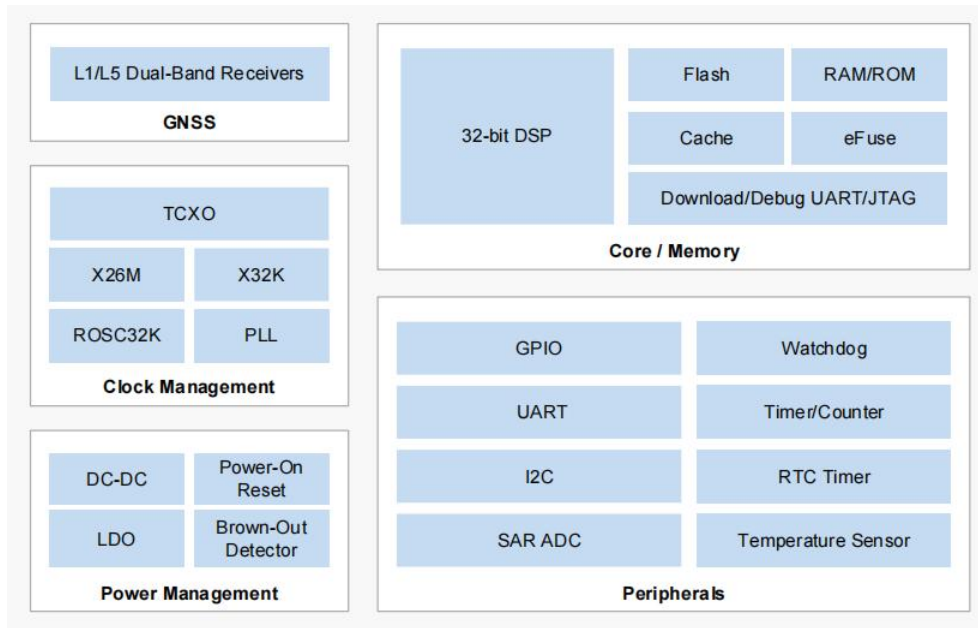 L1/L5 Dual-Band Receivers
GNSS
TCXO
X26M
X32K
ROSC32K
PLL
Clock Management
DC-DC
Power-On
Reset
LDO
Brown-Out
Detector
Power Management
32-bit DSP
Flash
RAM/ROM
Cache
eFuse
Download/Debug UART/JTAG
Core / Memory
GPIO
Watchdog
UART
Timer/Counter
I2C
RTC Timer
SAR ADC
Temperature Sensor
Peripherals